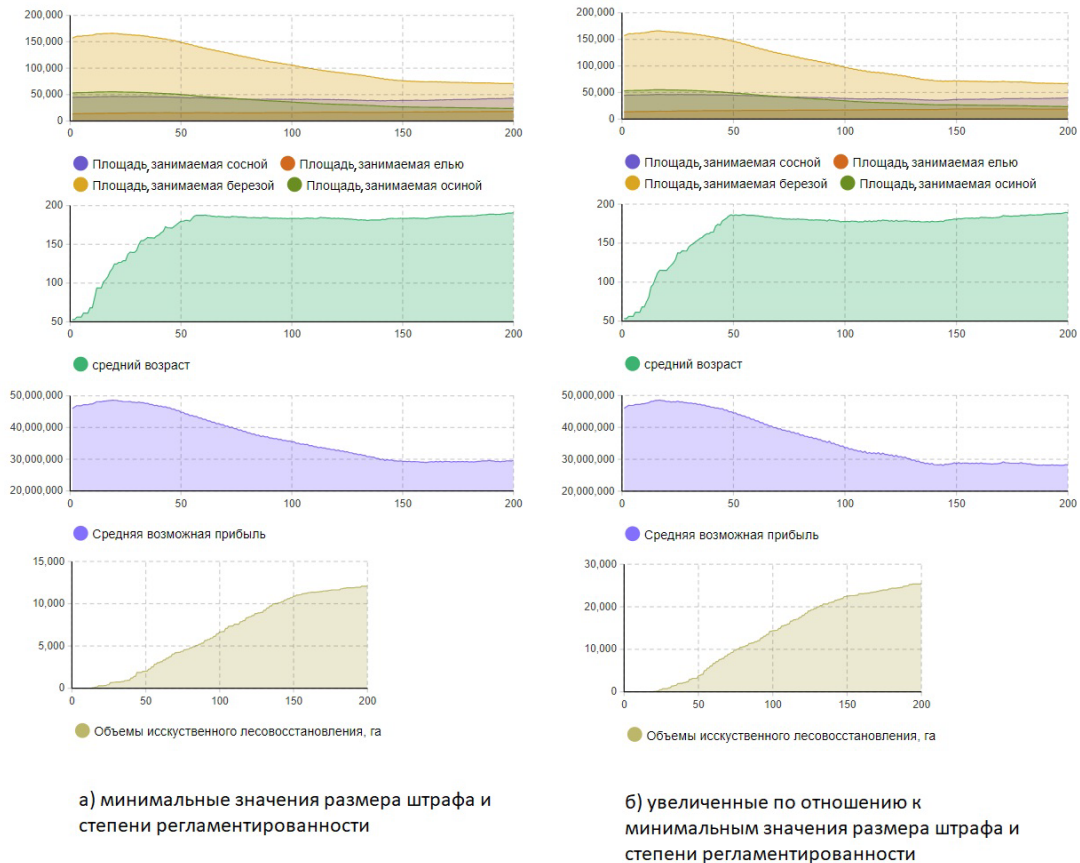 200,000
150,000
100,000
50,000
0
0 50 100 150 200
Площадь,занимаемая сосной Площадь,занимаемая елью
Площадь,занимаемая березой Площадь,занимаемая осиной
200
150
100
50
0 50 100 150 200
средний возраст
50,000,000
40,000,000
30,000,000
20,000,000
0 50 100 150 200
Средняя возможная прибыль
15,000
10,000
5,000
0
0 50 100 150 200
Объемы исскуственного лесовосстановления, га
а) минимальные значения размера штрафа и
степени регламентированности
200,000
150,000
100,000
50,000
0
0 50 100 150 200
Площадь,занимаемая сосной Площадь,занимаемая елью
Площадь,занимаемая березой Площадь,занимаемая осиной
200
150
100
50
0 50 100 150 200
средний возраст
50,000,000
40,000,000
30,000,000
20,000,000
0 50 100 150 200
Средняя возможная прибыль
30,000
20,000
10,000
0
0 50 100 150 200
Объемы исскуственного лесовосстановления, га
б) увеличенные по отношению к
минимальным значения размера штрафа и
степени регламентированности